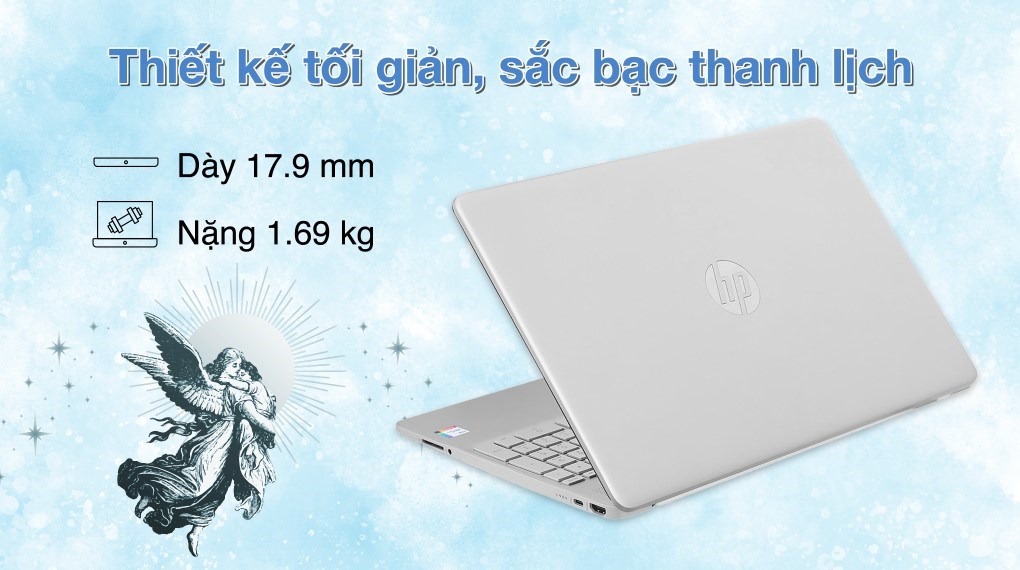 Thiết kế tối giản, sắc bạc thanh lịch
Dày 17.9 mm
Nặng 1.69 kg
hp